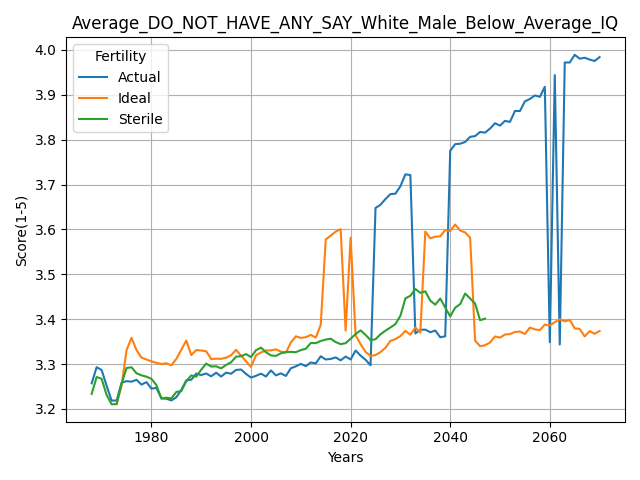 Average_DO_NOT_HAVE_ANY_SAY_White_Male_Below_Average_IQ
Fertility
Actual
Ideal
Sterile
4.0
3.9
3.8
3.7
3.6
3.5
3.4
3.3
3.2
Score(1-5)
1980
2000
2020
2040
2060
Years